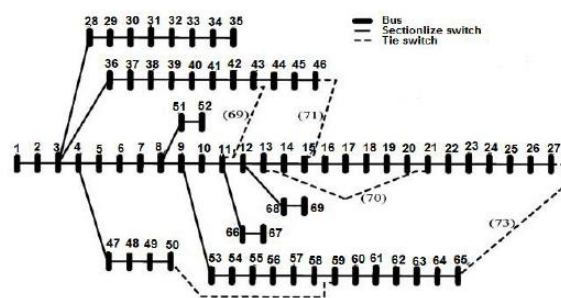 Bus
Sectionlize switch
Tie switch
28 29 30 31 32 33 34 35
36 37 38 39 40 41 42 43 44 45 46
51 52
(69) (71)
1 2 3 4 5 6 7 8 9 10 11 12 13 14 15 16 17 18 19 20 21 22 23 24 25 26 27
(70)
68 69
(73)
66 67
47 48 49 50
53 54 55 56 57 58 59 60 61 62 63 64 65